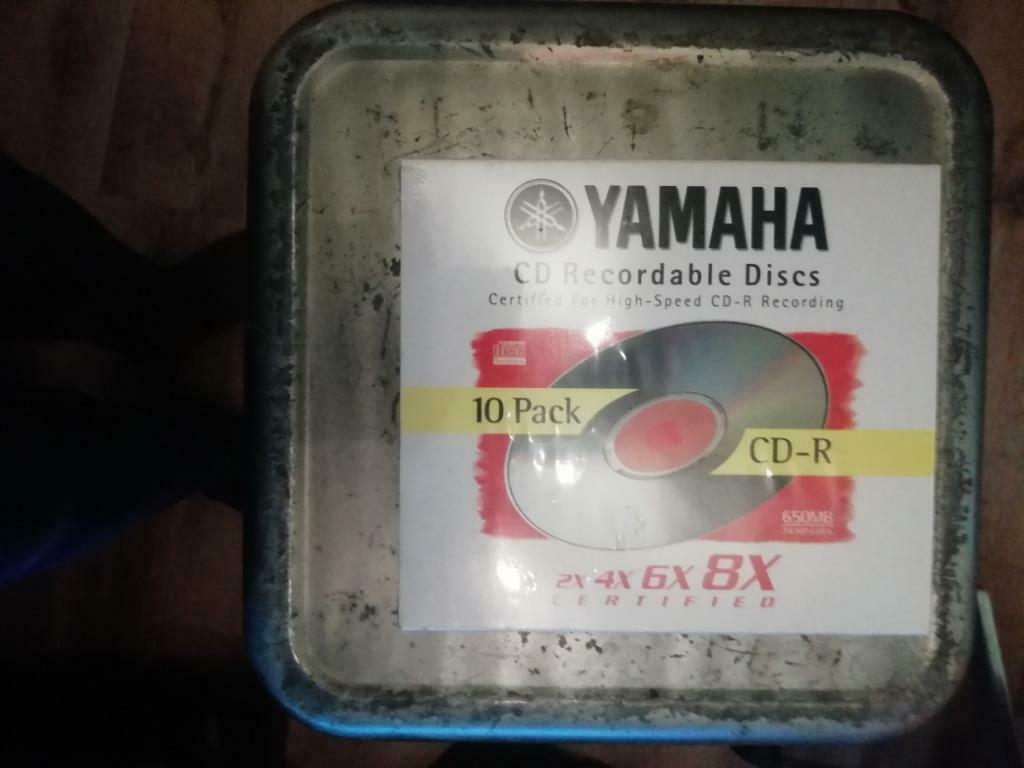 YAMAHA
CD Recordable Discs
Certified For High-Speed CD-R Recording
10 Pack
CD-R
650MB
2X 4X 6X 8X
CERTIFIED